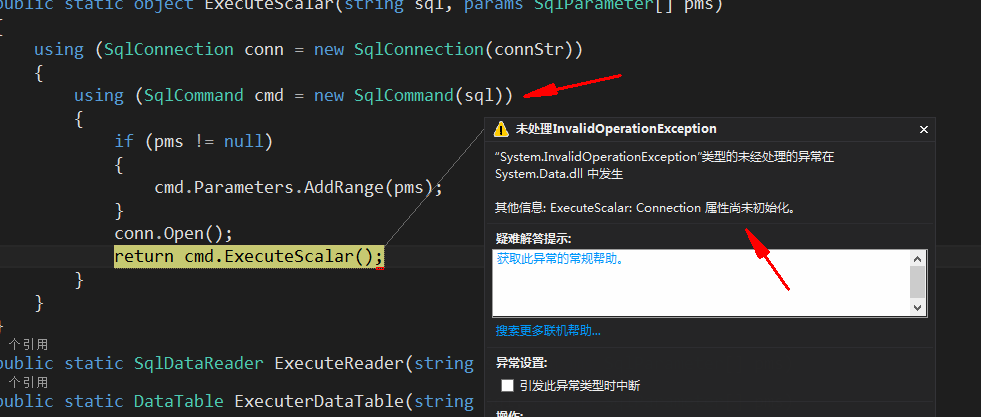 public static object ExecuteScalar(string sql, params SqlParameter[] pms)
{
using (SqlConnection conn = new SqlConnection(connStr))
{
using (SqlCommand cmd = new SqlCommand(sql))
{
if (pms != null)
{
cmd.Parameters.AddRange(pms);
}
conn.Open();
return cmd.ExecuteScalar();
}
}
}
个引用
public static SqlDataReader ExecuteReader(string
个引用
public static DataTable ExecuterDataTable(string
未处理InvalidOperationException
“System.InvalidOperationException”类型的未经处理的异常在
System.Data.dll 中发生
其他信息: ExecuteScalar: Connection 属性尚未初始化。
疑难解答提示:
获取此异常的常规帮助。
搜索更多联机帮助...
异常设置:
引发此异常类型时中断
操作: